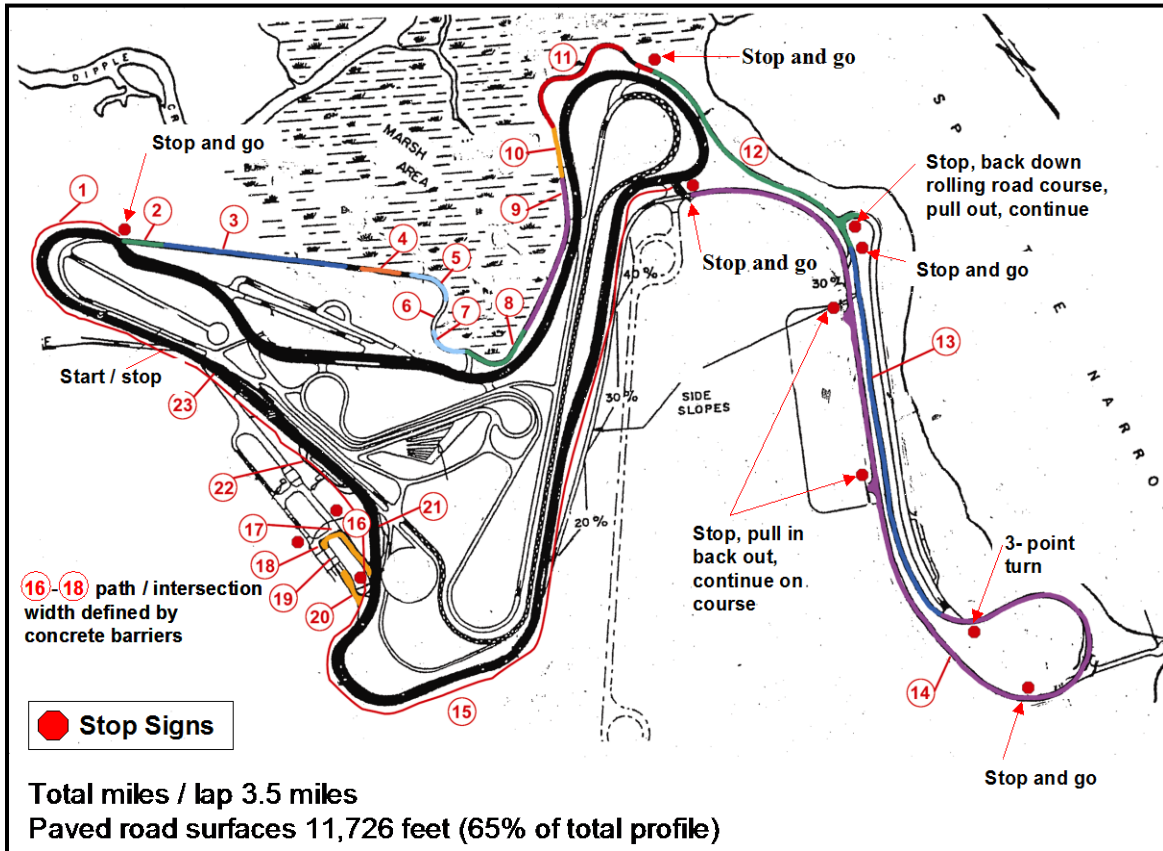 DIPPLE
CR
MARSH
AREA
Stop and go
11
1
2
3
4
5
6
7
8
9
10
12
Stop and go
Stop, back down
rolling road course,
pull out, continue
Stop and go
Stop and go
S P
T E
N A R R O
40%
30%
13
Start / stop
23
SIDE
SLOPES
30%
20%
22
21
17
16
18
19
20
16 - 18 path / intersection
width defined by
concrete barriers
Stop, pull in
back out,
continue on
course
3- point
turn
15
14
Stop and go
Stop Signs
Total miles / lap 3.5 miles
Paved road surfaces 11,726 feet (65% of total profile)